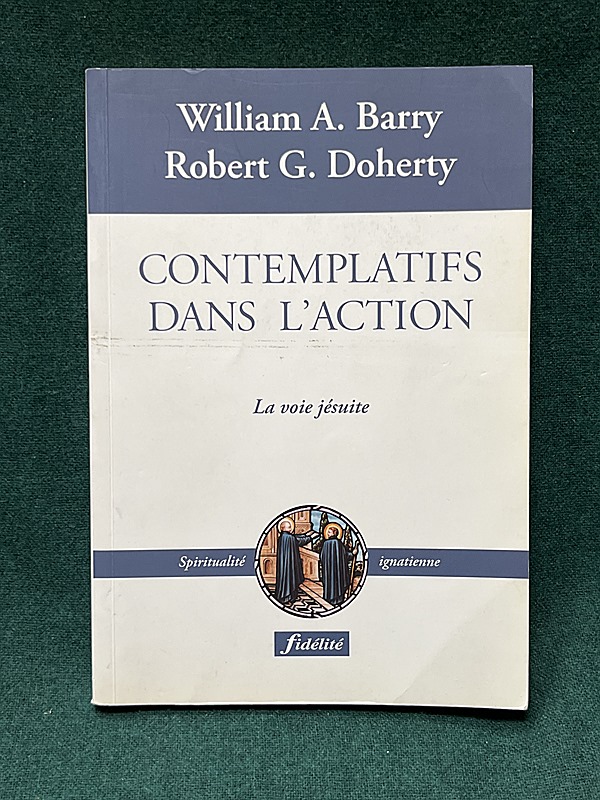 William A. Barry
Robert G. Doherty
CONTEMPLATIFS
DANS L’ACTION
La voie jésuite
Spiritualité ignatienne
fidélité